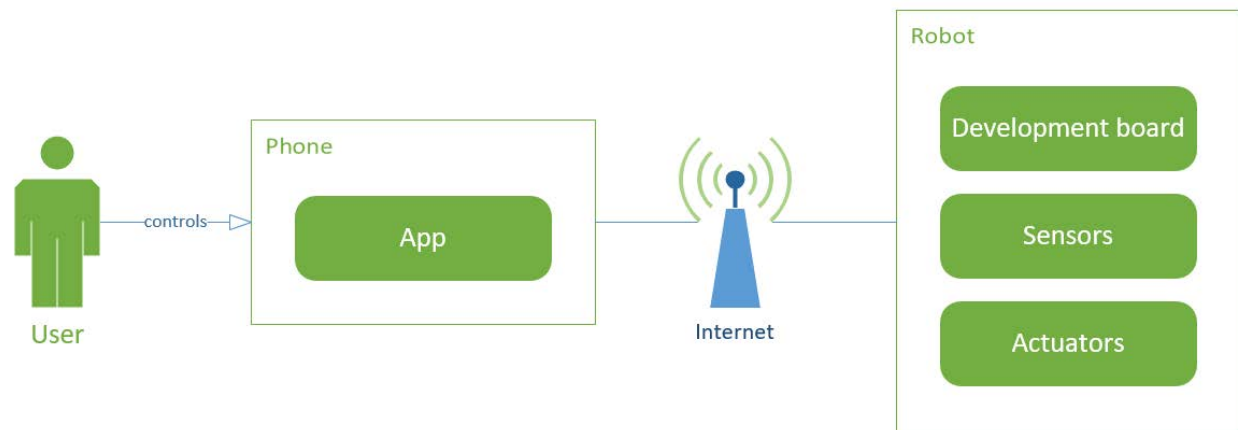 User
controls
Phone
App
Internet
Robot
Development board
Sensors
Actuators